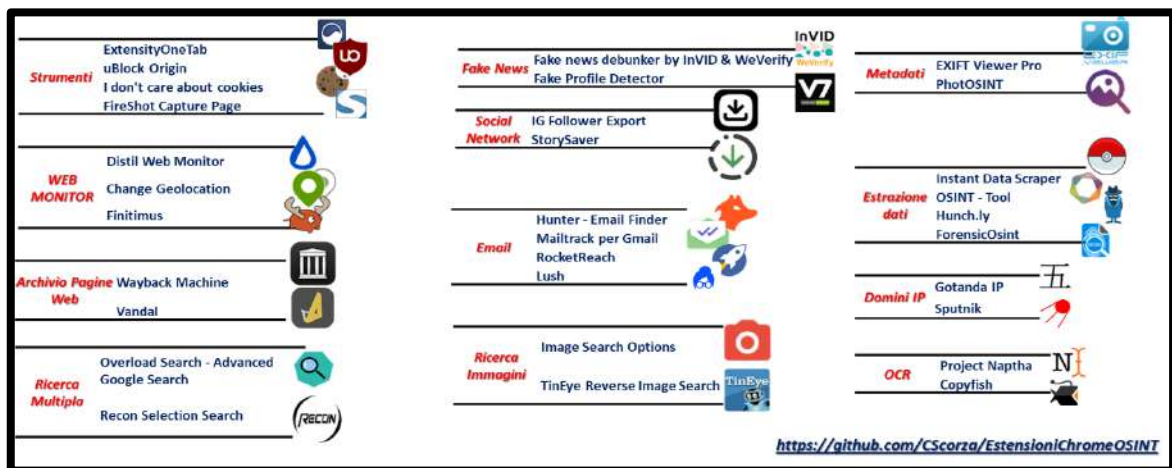 Strumenti
ExtensityOneTab
uBlock Origin
I don't care about cookies
FireShot Capture Page
uo
WEB
MONITOR
Distil Web Monitor
Change Geolocation
Finitimus
Archivio Pagine
Web
Wayback Machine
Vandal
Ricerca
Multipla
Overload Search - Advanced
Google Search
Recon Selection Search
RECON
Fake News
Fake news debunker by InVID & WeVerify
Fake Profile Detector
InVID
WeVerify
V7
Social
Network
IG Follower Export
StorySaver
Email
Hunter - Email Finder
Mailtrack per Gmail
RocketReach
Lush
Ricerca
Immagini
Image Search Options
TinEye Reverse Image Search
TinEye
Metadati
EXIFT Viewer Pro
PhotOSINT
EXIF
VIEWER
Estrazione
dati
Instant Data Scraper
OSINT - Tool
Hunch.ly
ForensicOsint
Domini IP
Gotanda IP
Sputnik
五
OCR
Project Naptha
Copyfish
N
https://github.com/CScorza/EstensioniChromeOSINT